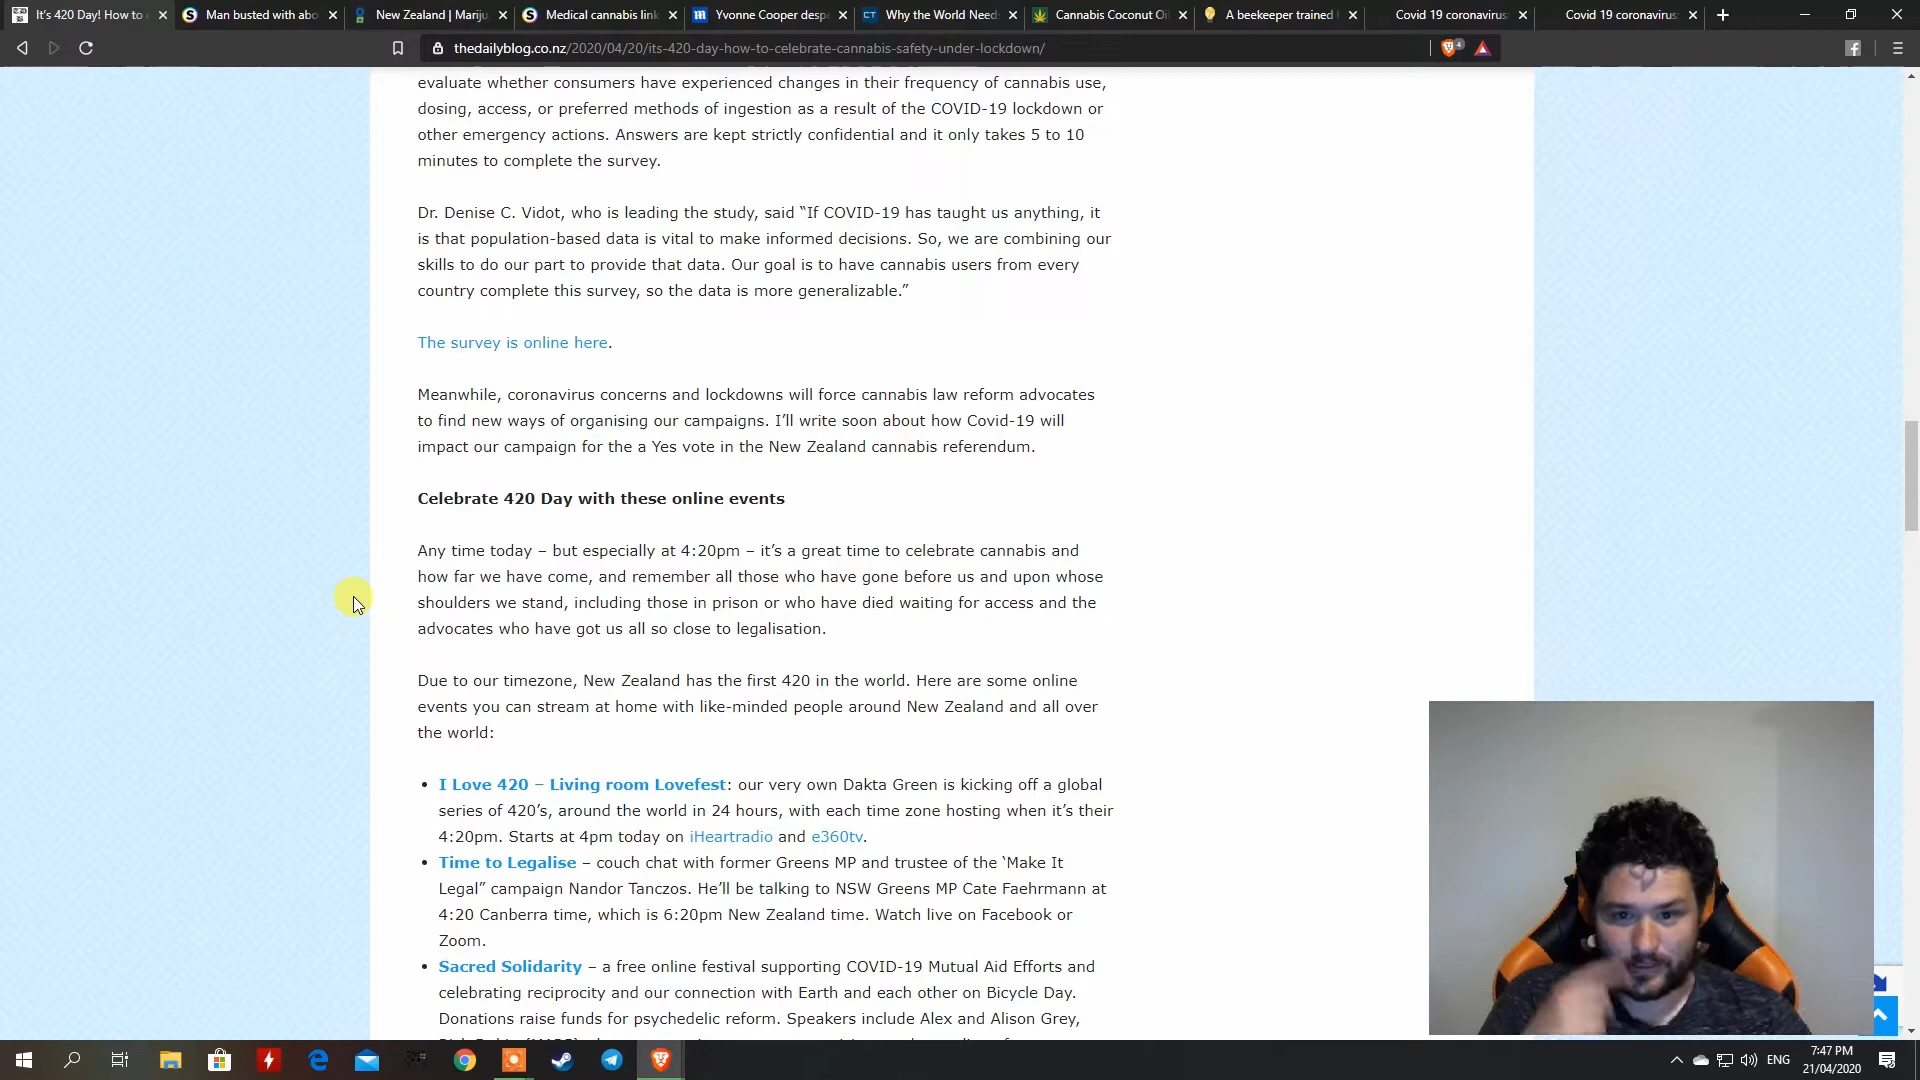 It's 420 Day! How to
Man busted with abo
New Zealand | Mariju
Medical cannabis link
Yvonne Cooper desp
CT Why the World Need
Cannabis Coconut Oi
A beekeeper trained
Covid 19 coronavirus
Covid 19 coronavirus
thedailyblog.co.nz/2020/04/20/its-420-day-how-to-celebrate-cannabis-safety-under-lockdown/
4
evaluate whether consumers have experienced changes in their frequency of cannabis use,
dosing, access, or preferred methods of ingestion as a result of the COVID-19 lockdown or
other emergency actions. Answers are kept strictly confidential and it only takes 5 to 10
minutes to complete the survey.
Dr. Denise C. Vidot, who is leading the study, said “If COVID-19 has taught us anything, it
is that population-based data is vital to make informed decisions. So, we are combining our
skills to do our part to provide that data. Our goal is to have cannabis users from every
country complete this survey, so the data is more generalizable.”
The survey is online here.
Meanwhile, coronavirus concerns and lockdowns will force cannabis law reform advocates
to find new ways of organising our campaigns. I’ll write soon about how Covid-19 will
impact our campaign for the a Yes vote in the New Zealand cannabis referendum.
Celebrate 420 Day with these online events
Any time today – but especially at 4:20pm – it’s a great time to celebrate cannabis and
how far we have come, and remember all those who have gone before us and upon whose
shoulders we stand, including those in prison or who have died waiting for access and the
advocates who have got us all so close to legalisation.
Due to our timezone, New Zealand has the first 420 in the world. Here are some online
events you can stream at home with like-minded people around New Zealand and all over
the world:
• I Love 420 – Living room Lovefest: our very own Dakta Green is kicking off a global
series of 420’s, around the world in 24 hours, with each time zone hosting when it’s their
4:20pm. Starts at 4pm today on iHeartradio and e360tv.
• Time to Legalise – couch chat with former Greens MP and trustee of the ‘Make It
Legal” campaign Nandor Tanczos. He’ll be talking to NSW Greens MP Cate Faehrmann at
4:20 Canberra time, which is 6:20pm New Zealand time. Watch live on Facebook or
Zoom.
• Sacred Solidarity – a free online festival supporting COVID-19 Mutual Aid Efforts and
celebrating reciprocity and our connection with Earth and each other on Bicycle Day.
Donations raise funds for psychedelic reform. Speakers include Alex and Alison Grey,
ENG
7:47 PM
21/04/2020